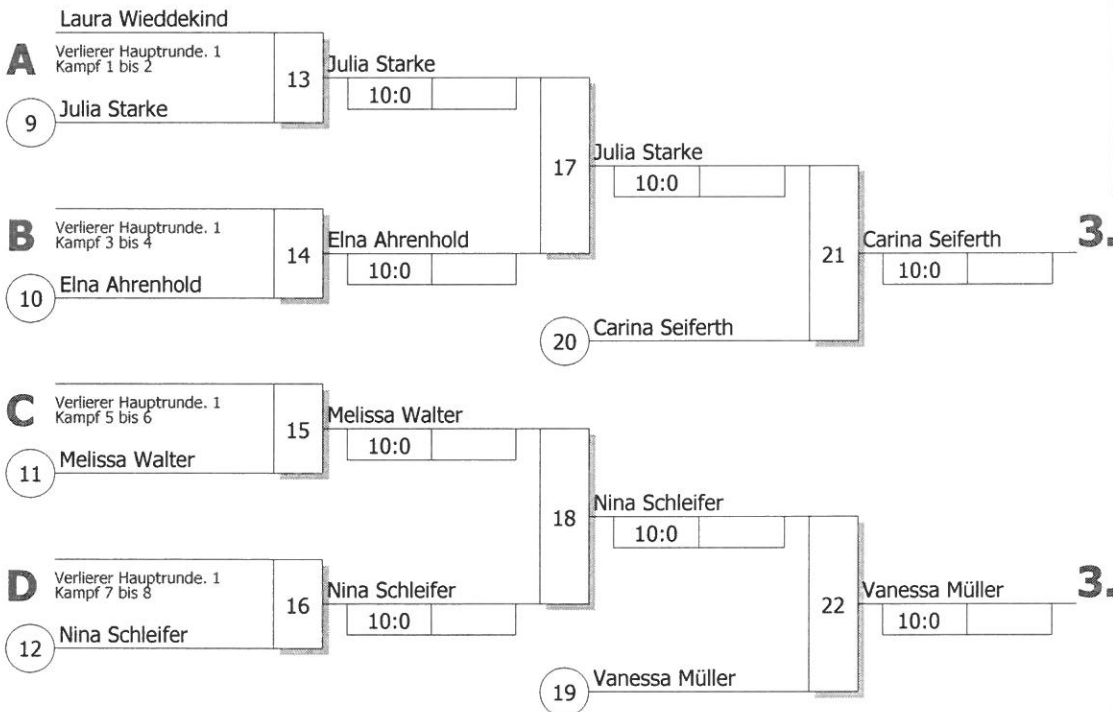 Laura Wieddekind
A Verlierer Hauptrunde. 1
Kampf 1 bis 2
13
Julia Starke
10:0
9 Julia Starke
17
Julia Starke
10:0
B Verlierer Hauptrunde. 1
Kampf 3 bis 4
14
Elna Ahrenhold
10:0
10 Elna Ahrenhold
21
Carina Seiferth
10:0
3.
20 Carina Seiferth
C Verlierer Hauptrunde. 1
Kampf 5 bis 6
15
Melissa Walter
10:0
11 Melissa Walter
18
Nina Schleifer
10:0
D Verlierer Hauptrunde. 1
Kampf 7 bis 8
16
Nina Schleifer
10:0
12 Nina Schleifer
22
Vanessa Müller
10:0
3.
19 Vanessa Müller